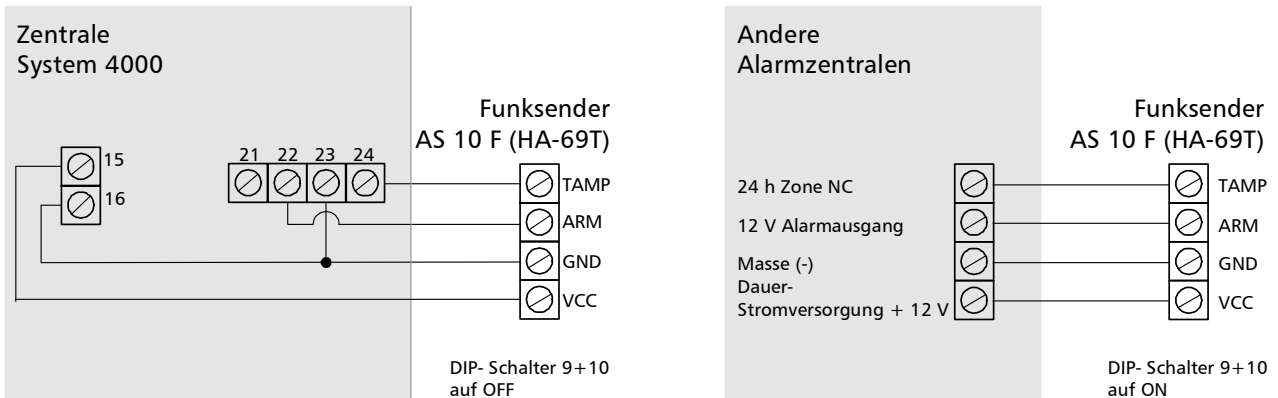 Zentrale
System 4000
Funksender
AS 10 F (HA-69T)
15
16
21 22 23 24
TAMP
ARM
GND
VCC
DIP- Schalter 9+10
auf OFF
Andere
Alarmzentralen
Funksender
AS 10 F (HA-69T)
24 h Zone NC
12 V Alarmausgang
Masse (-)
Dauer-
Stromversorgung + 12 V
TAMP
ARM
GND
VCC
DIP- Schalter 9+10
auf ON